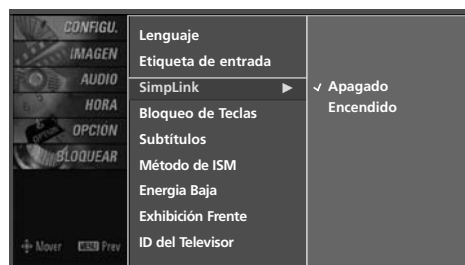 CONFIGU.
IMAGEN
AUDIO
HORA
OPCIÓN
BLOQUEAR
Mover MENU Prev
Lenguaje
Etiqueta de entrada
SimpLink ▶
Bloqueo de Teclas
Subtítulos
Método de ISM
Energia Baja
Exhibición Frente
ID del Televisor
✓ Apagado
Encendido